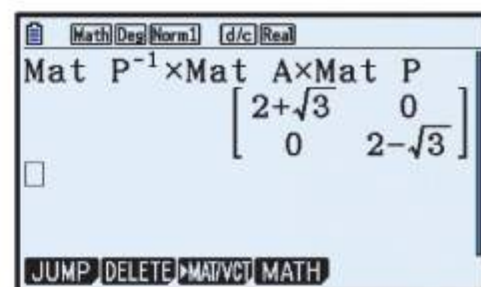 Math Deg Norm1 d/c Real
Mat P⁻¹×Mat A×Mat P
[ 2+√3 0
0 2−√3 ]
JUMP DELETE ▶MAT/VCT MATH